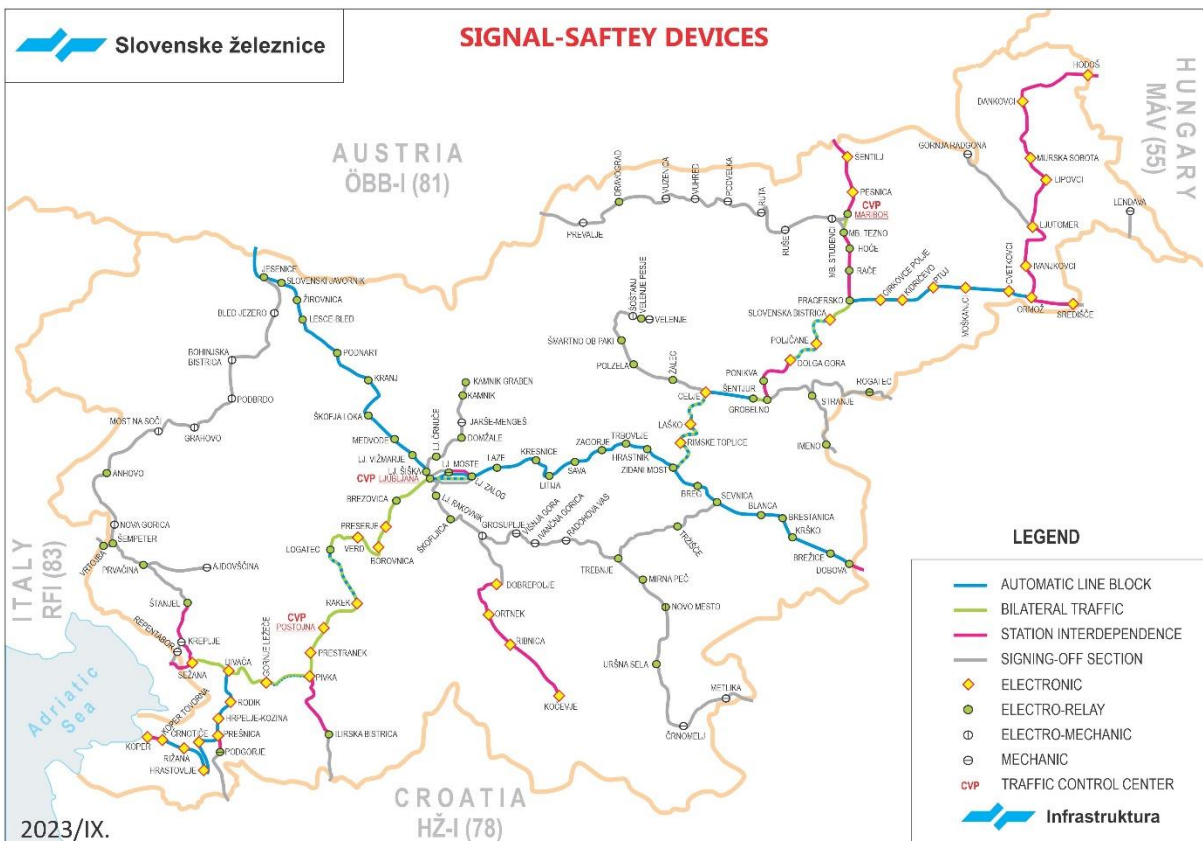 Slovenske železnice
SIGNAL-SAFTEY DEVICES
HUNGARY
MÁV (55)
AUSTRIA
ÖBB-I (81)
ITALY
RFI (83)
CROATIA
HŽ-I (78)
Adriatic
Sea
HODOŠ
DANKOVCI
MURSKA SOBOTA
LIPOVCI
GORNJA RADGONA
LJUTOMER
LENDAVA
IVANJKOVCI
CVETKOVCI
ORMOŽ
SREDIŠČE
MOŠKANJCI
PTUJ
KIDRIČEVO
CIRKOVCE POLJE
PRAGERSKO
ŠENTILJ
PESNICA
CVP
MARIBOR
MB. TEZNO
MB. STUDENCI
HOČE
RAČE
RUŠE
RUTA
PODVELKA
VUHRED
VUZENICA
DRAVOGRAD
PREVALJE
SLOVENSKA BISTRICA
POLJČANE
DOLGA GORA
PONIKVA
ŠENTJUR
GROBELNO
STRANJE
ROGATEC
IMENO
CELJE
LAŠKO
RIMSKE TOPLICE
ZIDANI MOST
ŠOŠTANJ
VELENJE PESJE
VELENJE
ŠMARTNO OB PAKI
POLZELA
ŽALEC
JESENICE
SLOVENSKI JAVORNIK
ŽIROVNICA
LESCE-BLED
BLED JEZERO
BOHINJSKA
BISTRICA
PODBRDO
GRAHOVO
MOST NA SOČI
ANHOVO
NOVA GORICA
ŠEMPETER
VRTOJBA
PRVAČINA
AJDOVŠČINA
ŠTANJEL
REPENTABOR
KREPLJE
SEŽANA
PODNART
KRANJ
ŠKOFJA LOKA
MEDVODE
LJ. VIŽMARJE
LJ. ŠIŠKA
CVP LJUBLJANA
KAMNIK GRABEN
KAMNIK
JARŠE-MENGEŠ
DOMŽALE
LJ. ČRNUČE
LJ. MOSTE
LJ. ZALOG
LAZE
KRESNICE
LITIJA
SAVA
ZAGORJE
TRBOVLJE
HRASTNIK
BREG
SEVNICA
BLANCA
BRESTANICA
KRŠKO
BREŽICE
DOBOVA
BREZOVICA
PRESERJE
VERD
BOROVNICA
LOGATEC
RAKEK
CVP
POSTOJNA
PRESTRANEK
PIVKA
GORNJE LEŽEČE
DIVAČA
RODIK
HRPELJE-KOZINA
PREŠNICA
PODGORJE
ČRNOTIČE
KOPER TOVORNA
KOPER
RIŽANA
HRASTOVLJE
ILIRSKA BISTRICA
LJ. RAKOVNIK
ŠKOFLJICA
GROSUPLJE
VIŠNJA GORA
IVANČNA GORICA
RADOHOVA VAS
TREBNJE
TRŽIŠČE
MIRNA PEČ
NOVO MESTO
URŠNA SELA
METLIKA
ČRNOMELJ
DOBREPOLJE
ORTNEK
RIBNICA
KOČEVJE
LEGEND
AUTOMATIC LINE BLOCK
BILATERAL TRAFFIC
STATION INTERDEPENDENCE
SIGNING-OFF SECTION
ELECTRONIC
ELECTRO-RELAY
ELECTRO-MECHANIC
MECHANIC
CVP TRAFFIC CONTROL CENTER
Infrastruktura
2023/IX.